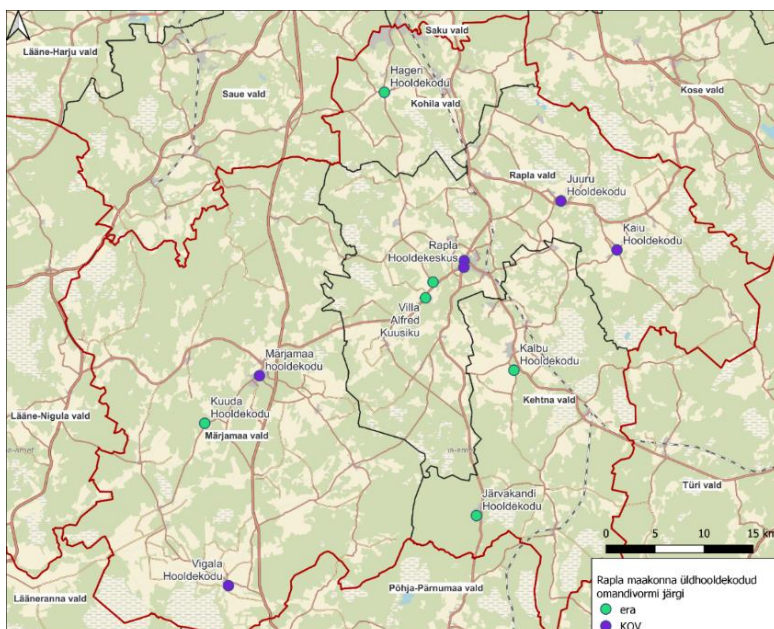 Saku vald
Lääne-Harju vald
Hageri
Hooldekodu
Saue vald
Kose vald
Kohila vald
Rapla vald
Juuru
Hooldekodu
Kaiu
Hooldekodu
Rapla
Hooldekeskus
Villa
Alfred
Kuusiku
Märjamaa
hooldekodu
Kalbu
Hooldekodu
Kuuda
Hooldekodu
Kehtna vald
Lääne-Nigula vald
Märjamaa vald
Türi vald
Järvakandi
Hooldekodu
0 5 10 15 km
Vigala
Hooldekodu
Rapla maakonna üldhooldekodud
omandivormi järgi
Lääneranna vald
Põhja-Pärnumaa vald
era
KOV